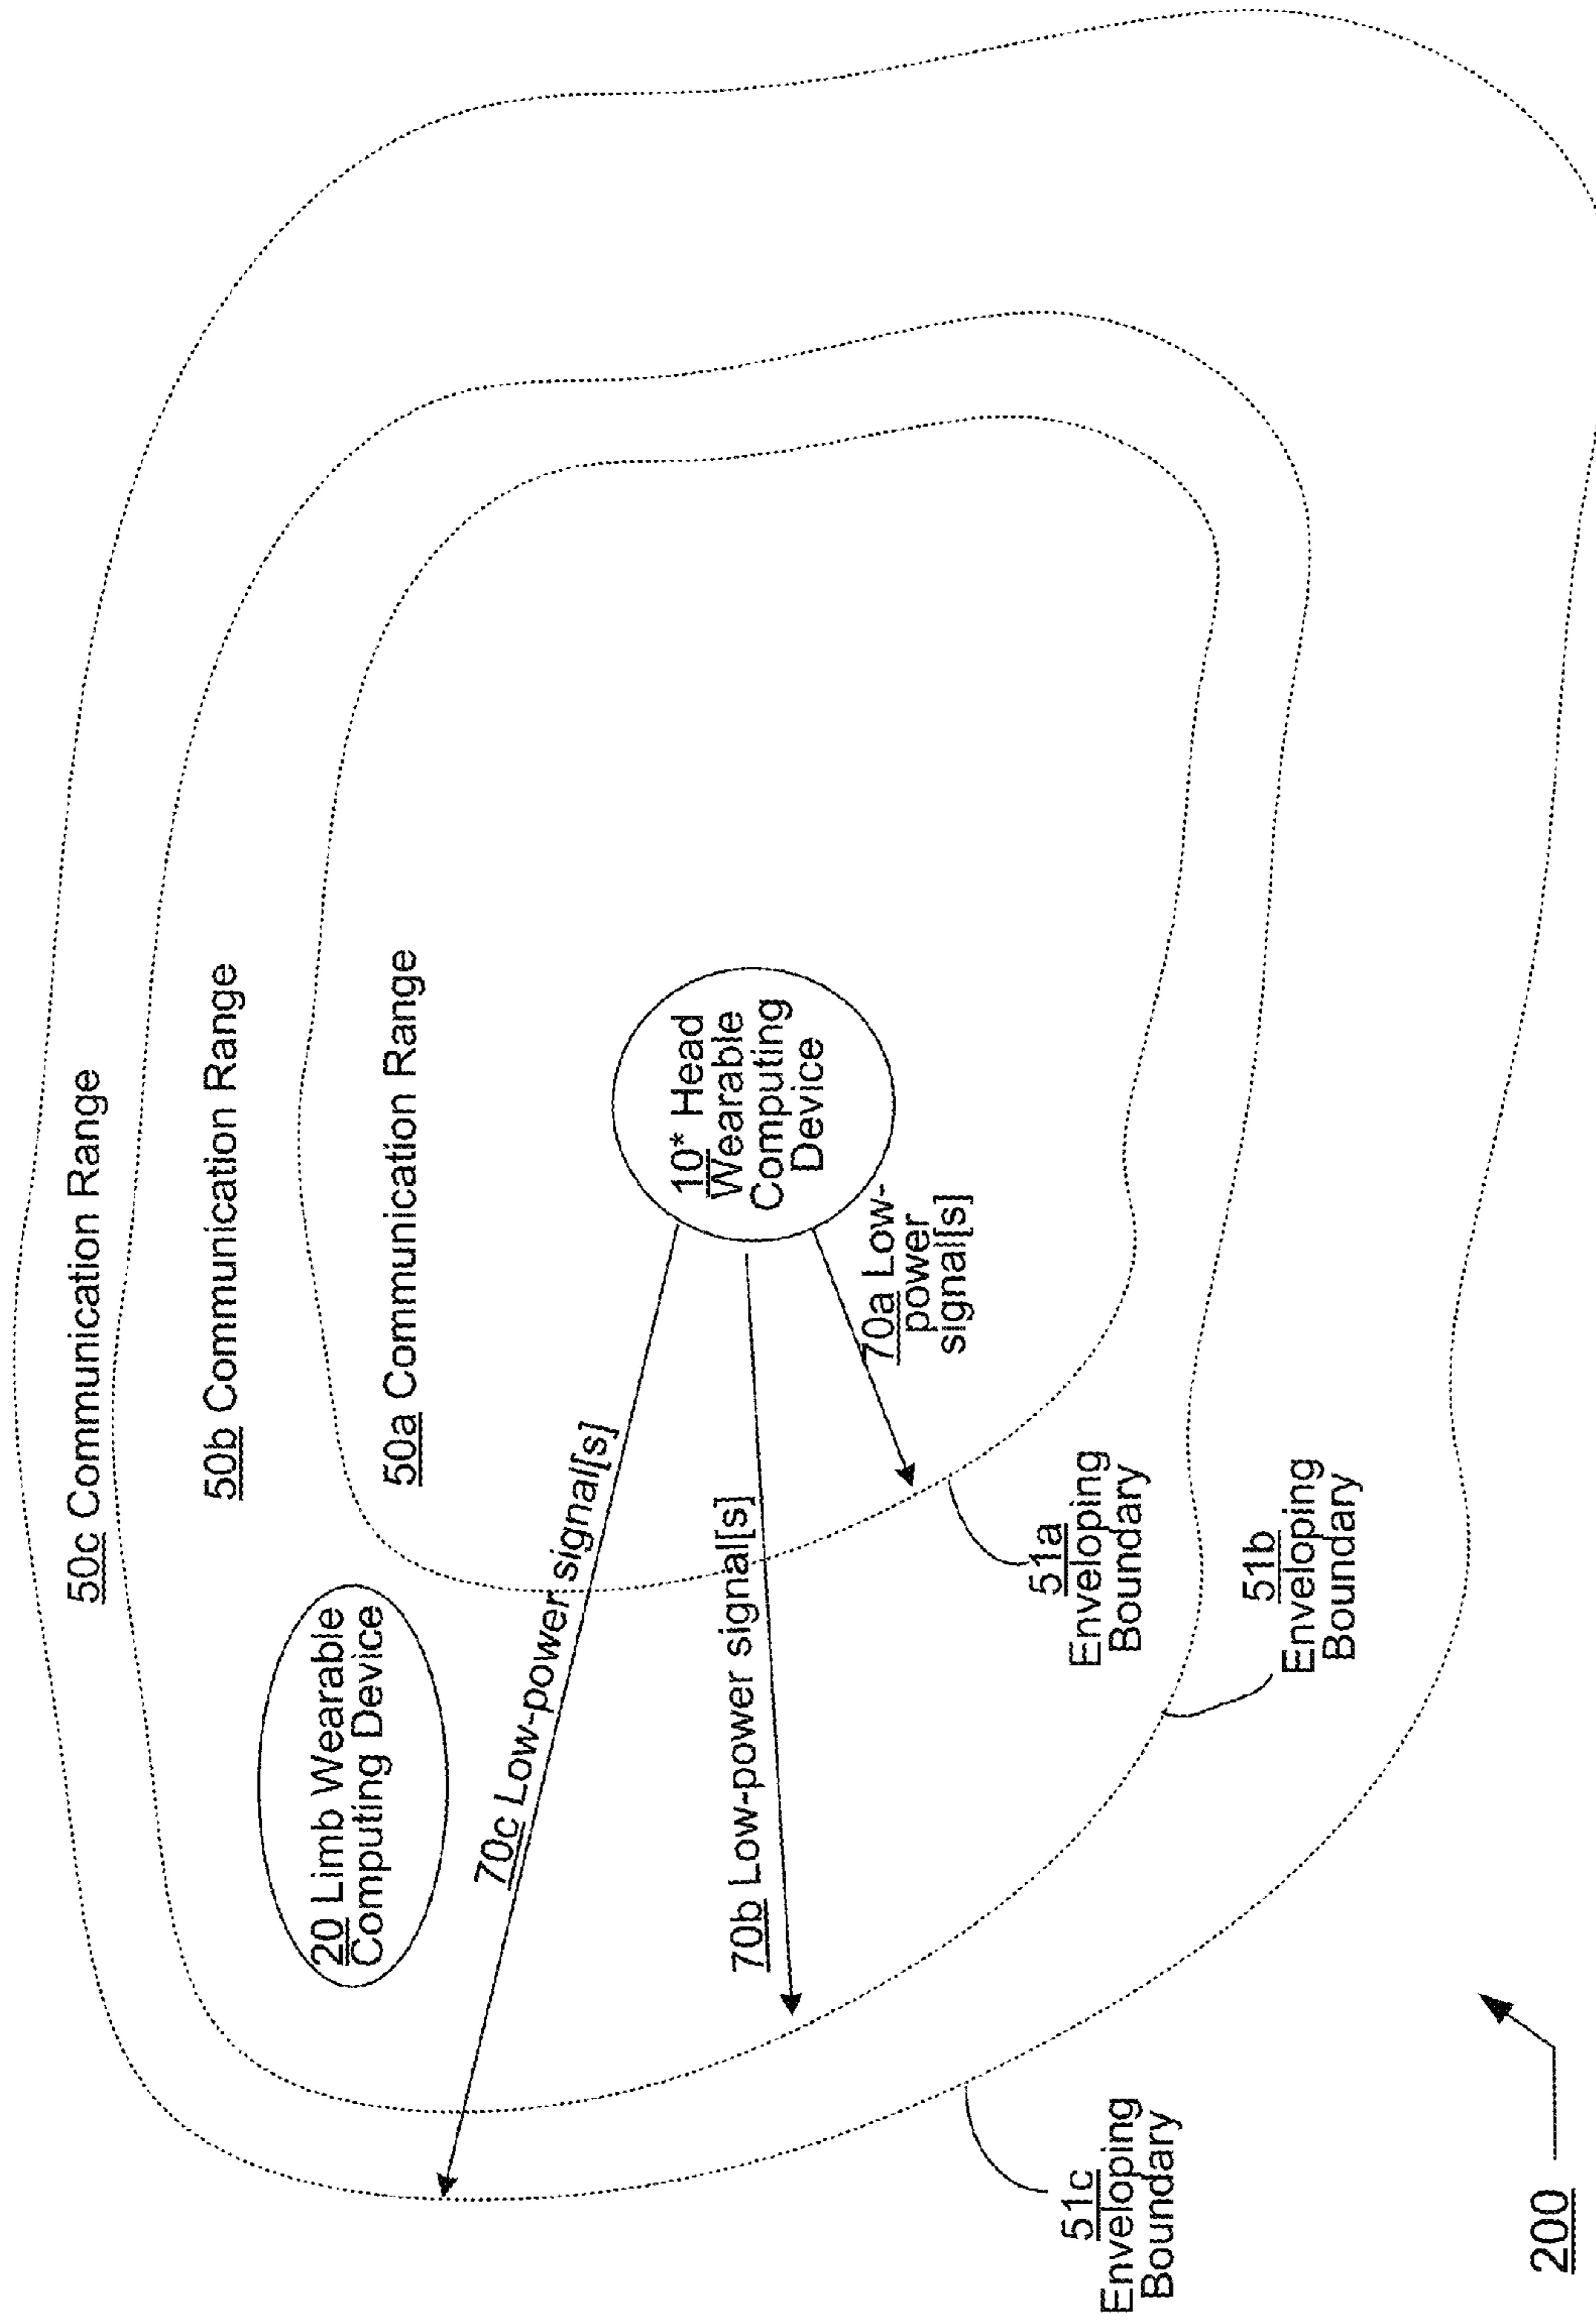 50c Communication Range
50b Communication Range
50a Communication Range
20 Limb Wearable
Computing Device
10* Head
Wearable
Computing
Device
70c Low-power signal[s]
70b Low-power signal[s]
70a Low-
power
signal[s]
51a
Enveloping
Boundary
51b
Enveloping
Boundary
51c
Enveloping
Boundary
200